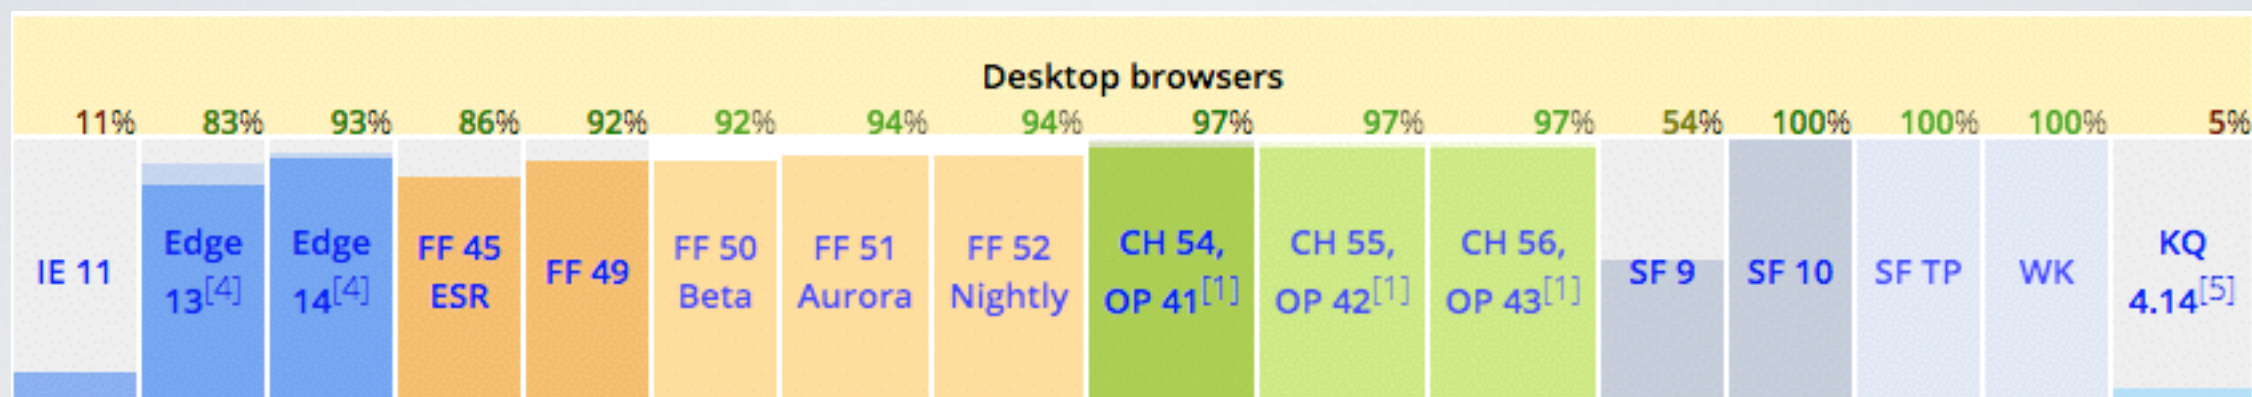 Desktop browsers
11% 83% 93% 86% 92% 92% 94% 94% 97% 97% 97% 54% 100% 100% 100% 5%
IE 11
Edge
13[4]
Edge
14[4]
FF 45
ESR
FF 49
FF 50
Beta
FF 51
Aurora
FF 52
Nightly
CH 54,
OP 41[1]
CH 55,
OP 42[1]
CH 56,
OP 43[1]
SF 9
SF 10
SF TP
WK
KQ
4.14[5]